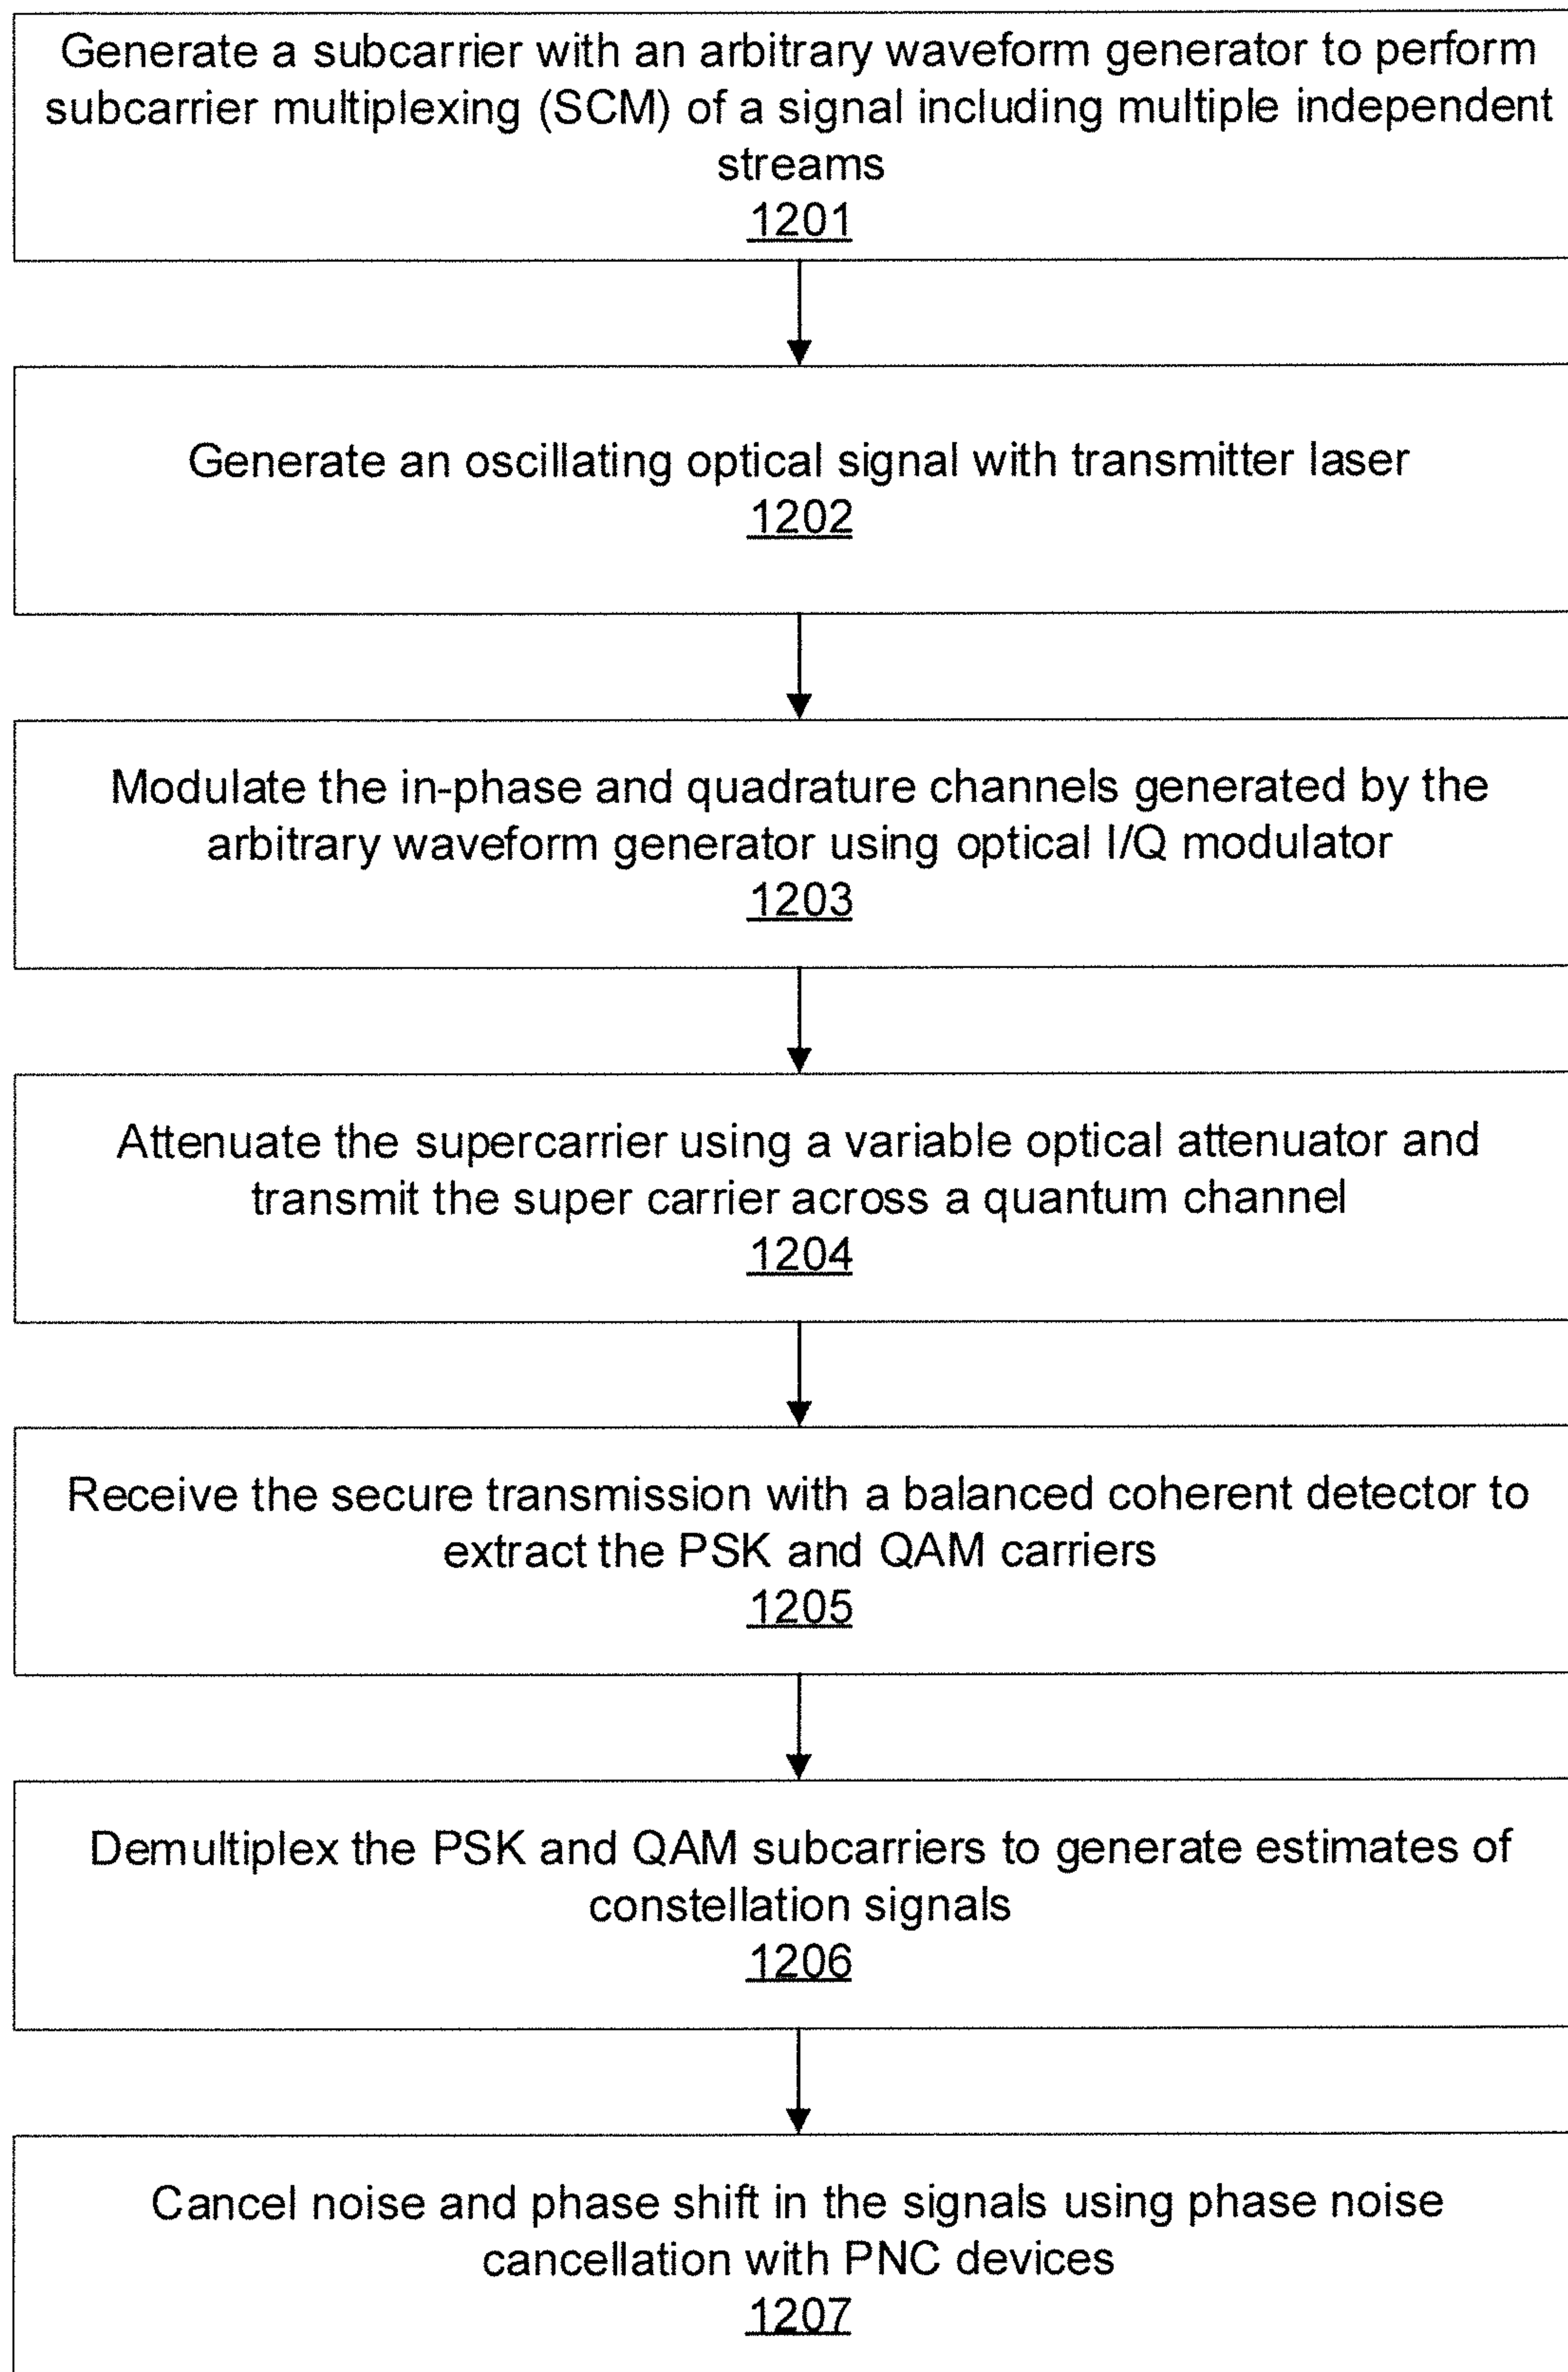 Generate a subcarrier with an arbitrary waveform generator to perform
subcarrier multiplexing (SCM) of a signal including multiple independent
streams
1201
Generate an oscillating optical signal with transmitter laser
1202
Modulate the in-phase and quadrature channels generated by the
arbitrary waveform generator using optical I/Q modulator
1203
Attenuate the supercarrier using a variable optical attenuator and
transmit the super carrier across a quantum channel
1204
Receive the secure transmission with a balanced coherent detector to
extract the PSK and QAM carriers
1205
Demultiplex the PSK and QAM subcarriers to generate estimates of
constellation signals
1206
Cancel noise and phase shift in the signals using phase noise
cancellation with PNC devices
1207